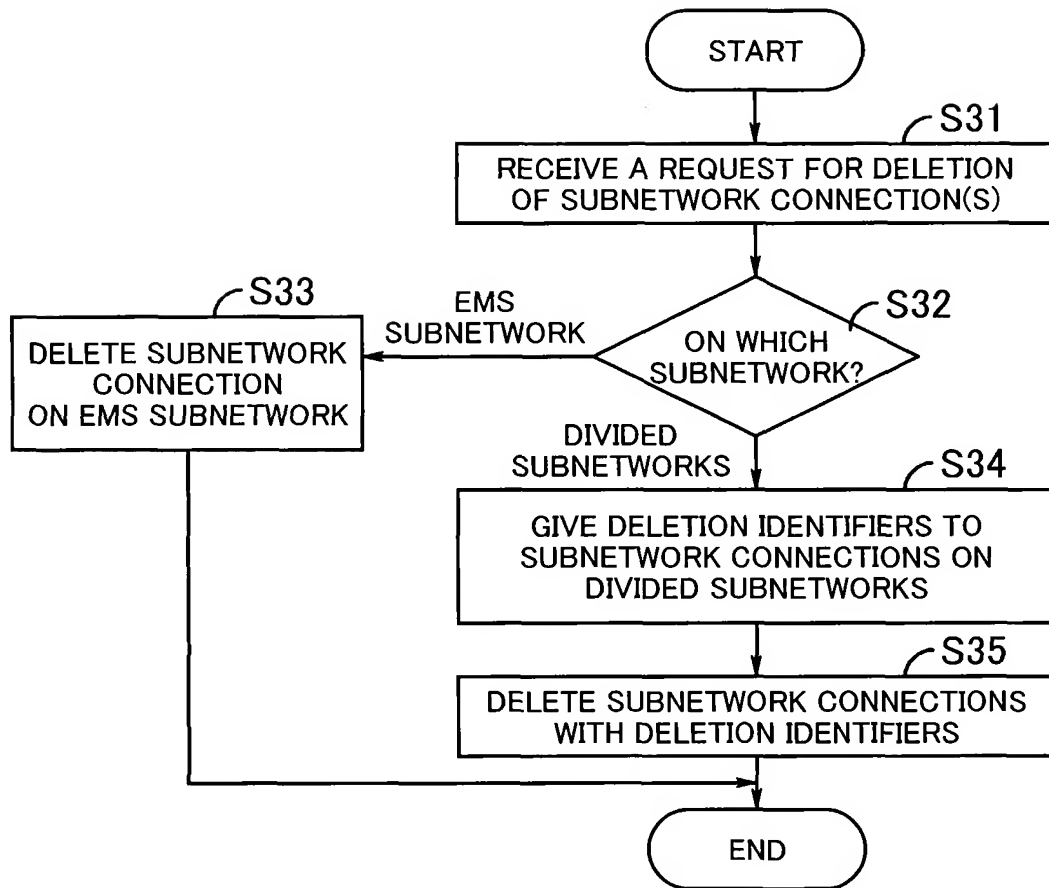 START
S31
RECEIVE A REQUEST FOR DELETION
OF SUBNETWORK CONNECTION(S)
S32
ON WHICH
SUBNETWORK?
EMS
SUBNETWORK
S33
DELETE SUBNETWORK
CONNECTION
ON EMS SUBNETWORK
DIVIDED
SUBNETWORKS
S34
GIVE DELETION IDENTIFIERS TO
SUBNETWORK CONNECTIONS ON
DIVIDED SUBNETWORKS
S35
DELETE SUBNETWORK CONNECTIONS
WITH DELETION IDENTIFIERS
END